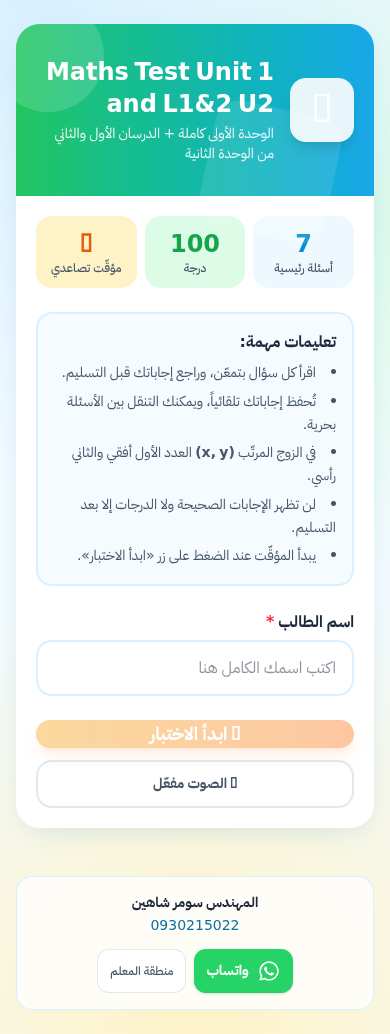 Maths Test Unit 1
and L1&2 U2
الوحدة الأولى كاملة + الدرسان الأول والثاني
من الوحدة الثانية
7
أسئلة رئيسية
100
درجة
مؤقّت تصاعدي
تعليمات مهمة:
• اقرأ كل سؤال بتمعّن، وراجع إجاباتك قبل التسليم.
• تُحفظ إجاباتك تلقائياً، ويمكنك التنقل بين الأسئلة
بحرية.
• في الزوج المرتّب (x, y) العدد الأول أفقي والثاني
رأسي.
• لن تظهر الإجابات الصحيحة ولا الدرجات إلا بعد
التسليم.
• يبدأ المؤقّت عند الضغط على زر «ابدأ الاختبار».
اسم الطالب *
اكتب اسمك الكامل هنا
ابدأ الاختبار
الصوت مفعّل
المهندس سومر شاهين
0930215022
واتساب
منطقة المعلم